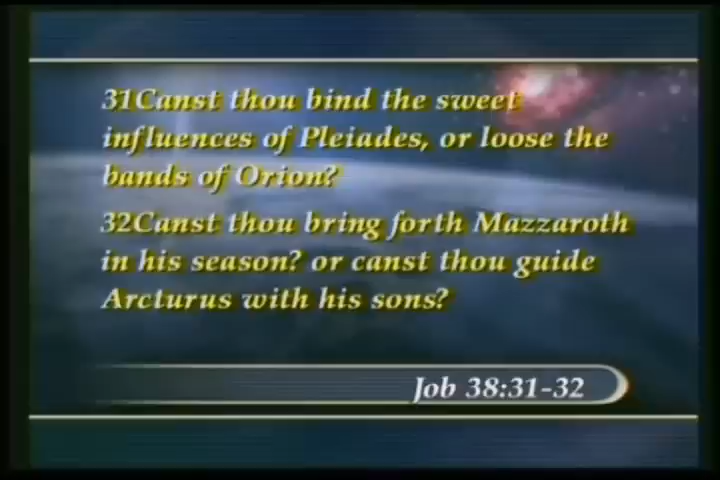 31Canst thou bind the sweet
influences of Pleiades, or loose the
bands of Orion?
32Canst thou bring forth Mazzaroth
in his season? or canst thou guide
Arcturus with his sons?
Job 38:31-32